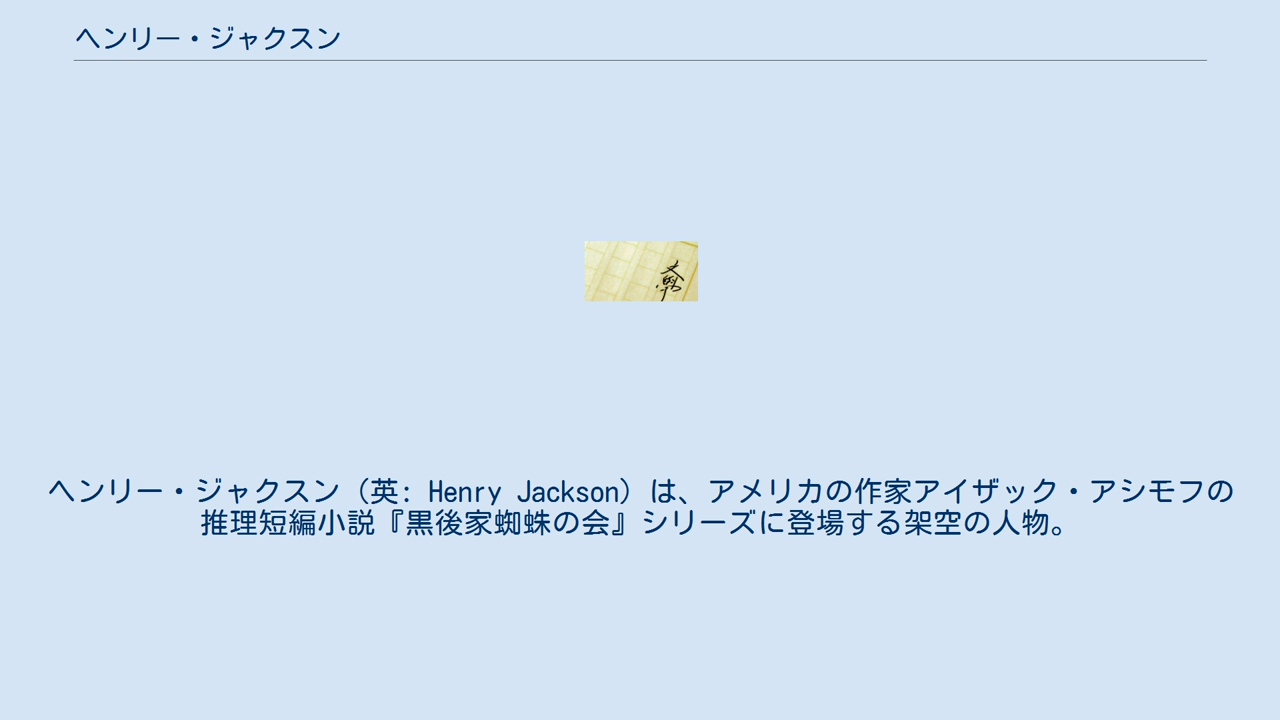 ヘンリー・ジャクスン
ヘンリー・ジャクスン（英: Henry Jackson）は、アメリカの作家アイザック・アシモフの
推理短編小説『黒後家蜘蛛の会』シリーズに登場する架空の人物。